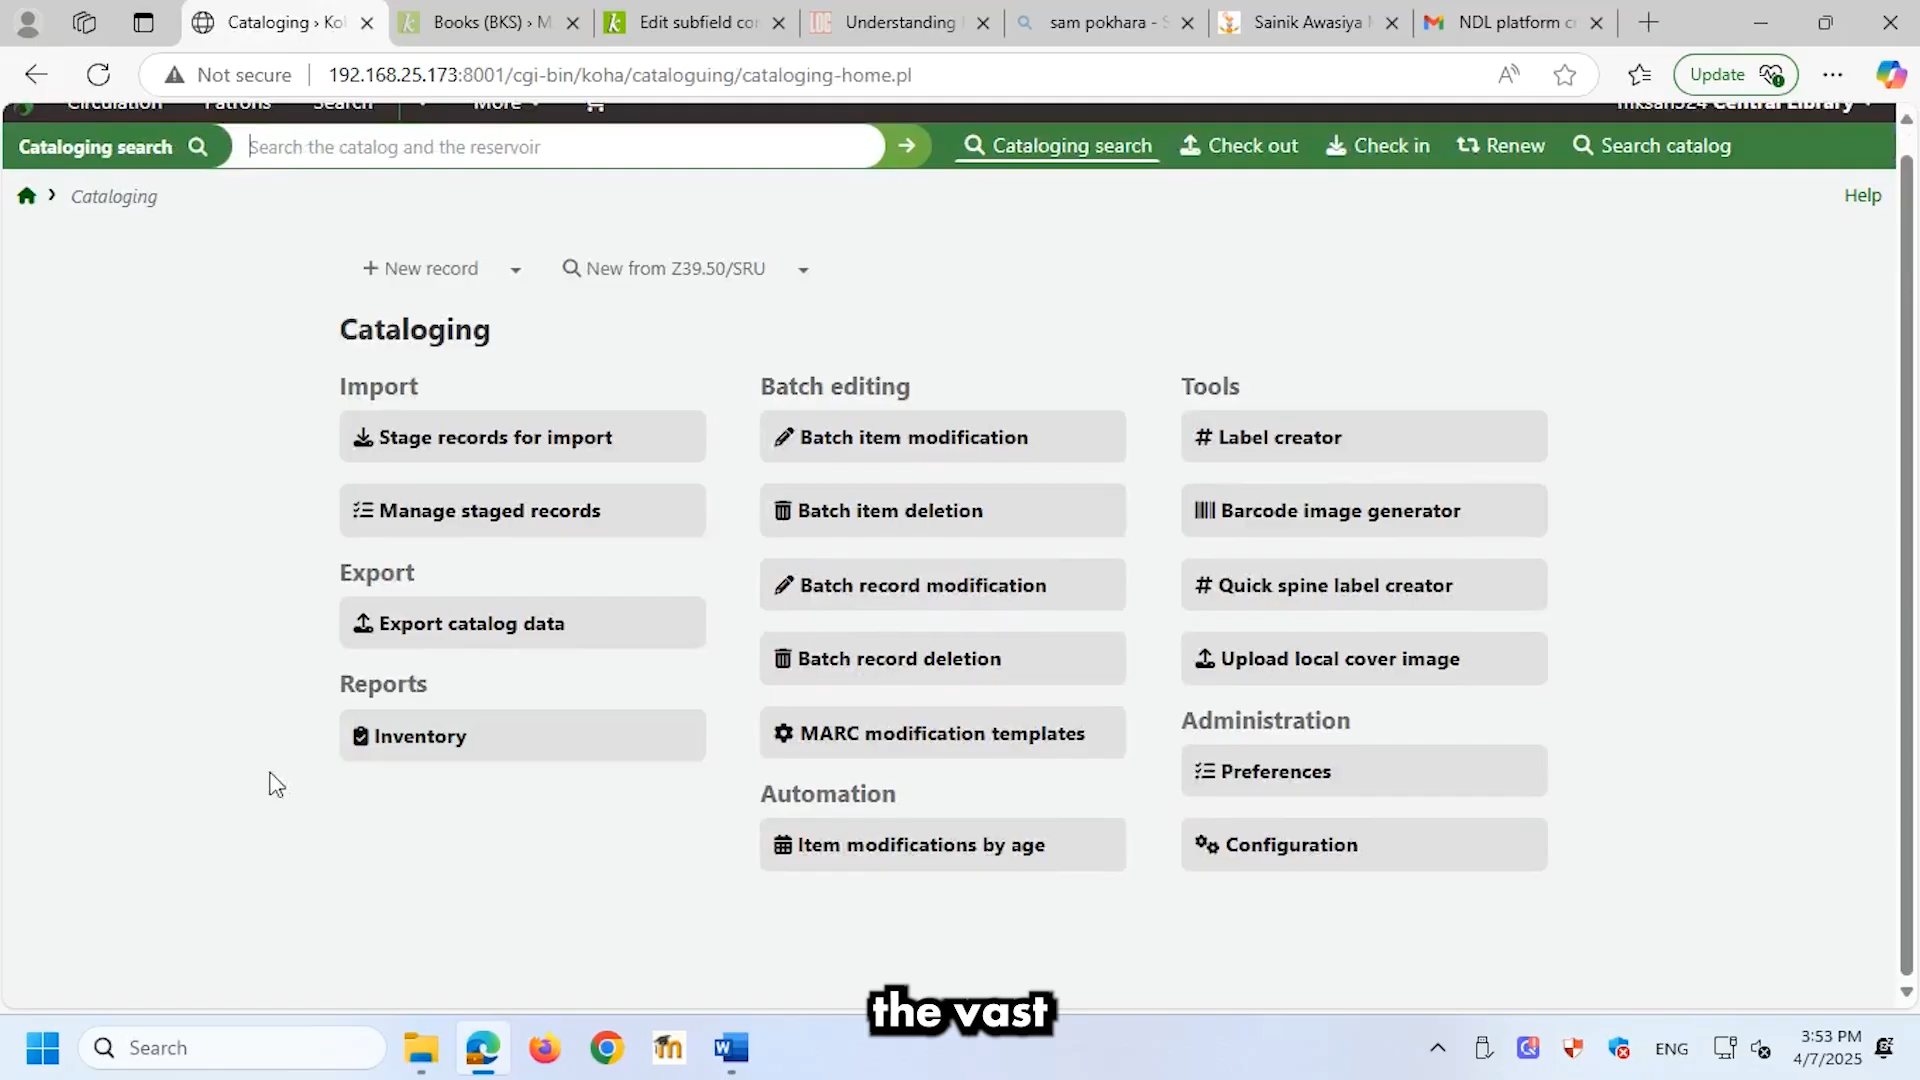 Cataloging › Ko
Books (BKS) › M
Edit subfield co
Understanding
sam pokhara - S
Sainik Awasiya
NDL platform c
Not secure
192.168.25.173:8001/cgi-bin/koha/cataloguing/cataloging-home.pl
Update
Circulation
Patrons
Search
More
Central Library
Cataloging search
Search the catalog and the reservoir
Cataloging search
Check out
Check in
Renew
Search catalog
Cataloging
Help
+ New record
New from Z39.50/SRU
Cataloging
Import
Stage records for import
Manage staged records
Export
Export catalog data
Reports
Inventory
Batch editing
Batch item modification
Batch item deletion
Batch record modification
Batch record deletion
MARC modification templates
Automation
Item modifications by age
Tools
# Label creator
Barcode image generator
# Quick spine label creator
Upload local cover image
Administration
Preferences
Configuration
the vast
Search
ENG
3:53 PM
4/7/2025